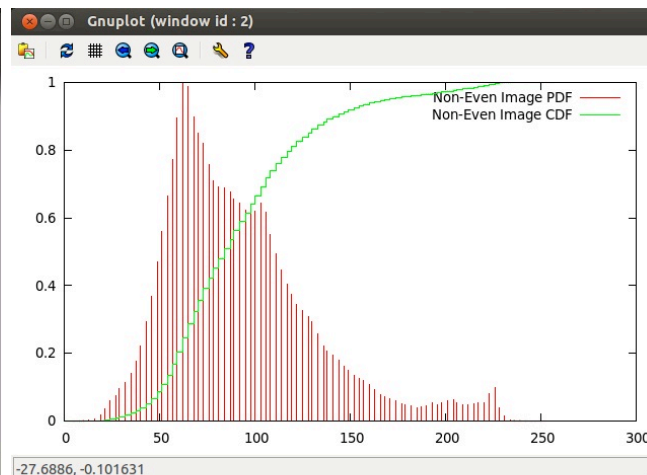 Gnuplot (window id : 2)
Non-Even Image PDF
Non-Even Image CDF
1
0.8
0.6
0.4
0.2
0
0 50 100 150 200 250 300
-27.6886, -0.101631